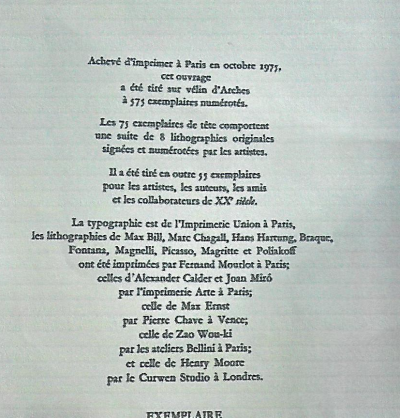 Achevé d'imprimer à Paris en octobre 1975,
cet ouvrage
a été tiré sur vélin d'Arches
à 575 exemplaires numérotés.
Les 75 exemplaires de tête comportent
une suite de 8 lithographies originales
signées et numérotées par les artistes.
Il a été tiré en outre 55 exemplaires
pour les artistes, les auteurs, les amis
et les collaborateurs de XXe siècle.
La typographie est de l'Imprimerie Union à Paris,
les lithographies de Max Bill, Marc Chagall, Hans Hartung, Braque,
Fontana, Magnelli, Picasso, Magritte et Poliakoff
ont été imprimées par Fernand Mourlot à Paris;
celles d'Alexander Calder et Joan Miró
par l'imprimerie Arte à Paris;
celle de Max Ernst
par Pierre Chave à Vence;
celle de Zao Wou-ki
par les ateliers Bellini à Paris;
et celle de Henry Moore
par le Curwen Studio à Londres.
EXEMPLAIRE